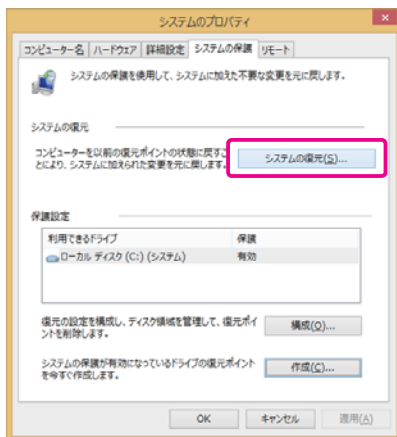 システムのプロパティ
×
コンピューター名 ハードウェア 詳細設定 システムの保護 リモート
システムの保護を使用して、システムに加えた不要な変更を元に戻します。
システムの復元
コンピューターを以前の復元ポイントの状態に戻すこ
とにより、システムに加えられた変更を元に戻します。
システムの復元(S)...
保護設定
利用できるドライブ 保護
ローカル ディスク (C:) (システム) 有効
復元の設定を構成し、ディスク領域を管理して、復元ポイ
ントを削除します。
構成(O)...
システムの保護が有効になっているドライブの復元ポイント
を今すぐ作成します。
作成(C)...
OK キャンセル 適用(A)